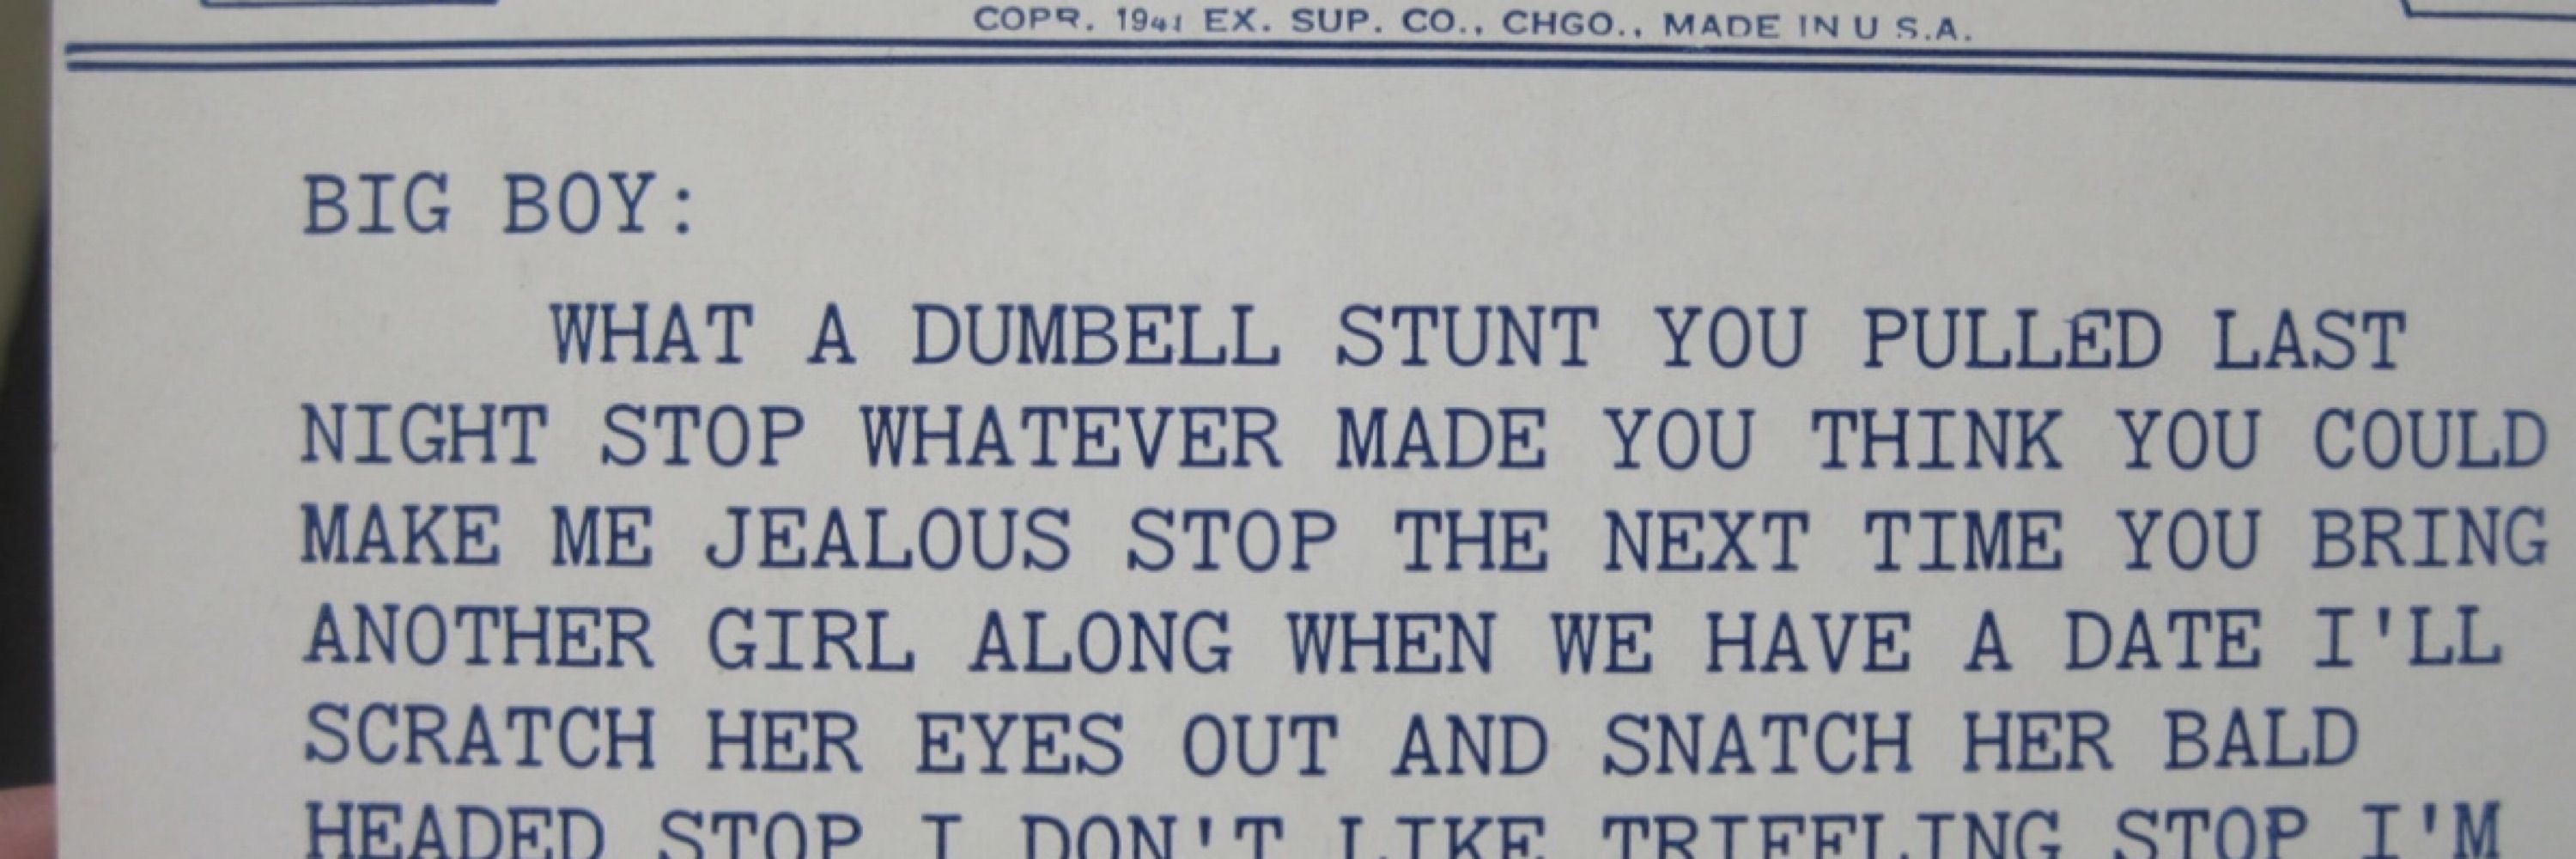 COPR. 1941 EX. SUP. CO., CHGO., MADE IN U S.A.
BIG BOY:
WHAT A DUMBELL STUNT YOU PULLED LAST
NIGHT STOP WHATEVER MADE YOU THINK YOU COULD
MAKE ME JEALOUS STOP THE NEXT TIME YOU BRING
ANOTHER GIRL ALONG WHEN WE HAVE A DATE I'LL
SCRATCH HER EYES OUT AND SNATCH HER BALD
HEADED STOP I DON'T LIKE TRIFFLING STOP I'M